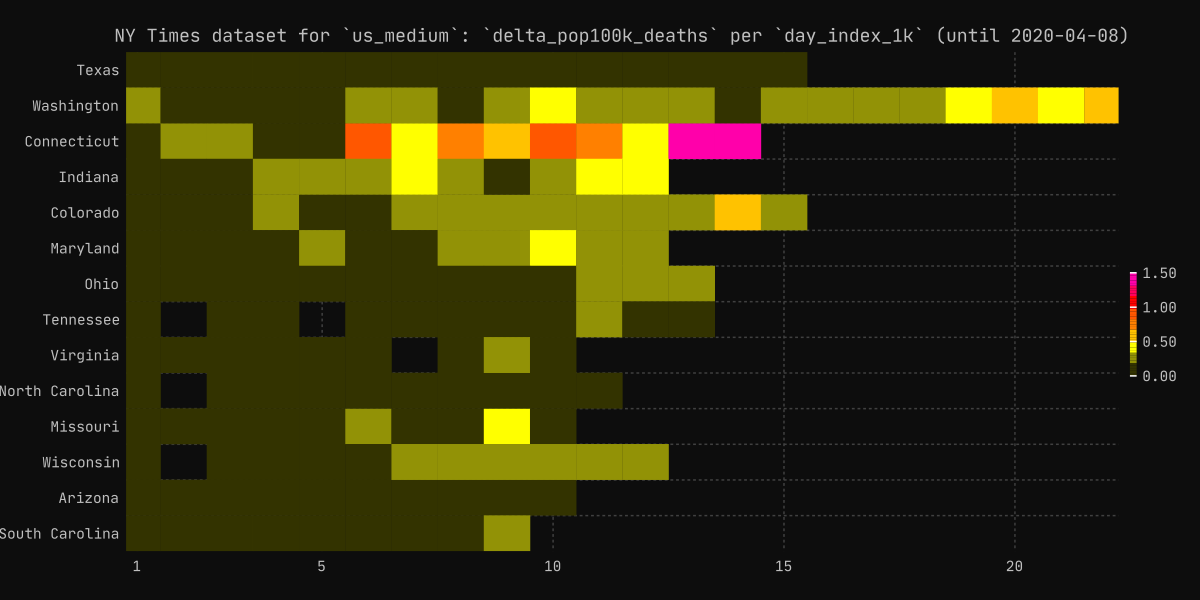 NY Times dataset for `us_medium`: `delta_pop100k_deaths` per `day_index_1k` (until 2020-04-08)
Texas
Washington
Connecticut
Indiana
Colorado
Maryland
Ohio
Tennessee
Virginia
North Carolina
Missouri
Wisconsin
Arizona
South Carolina
1 5 10 15 20
1.50
1.00
0.50
0.00